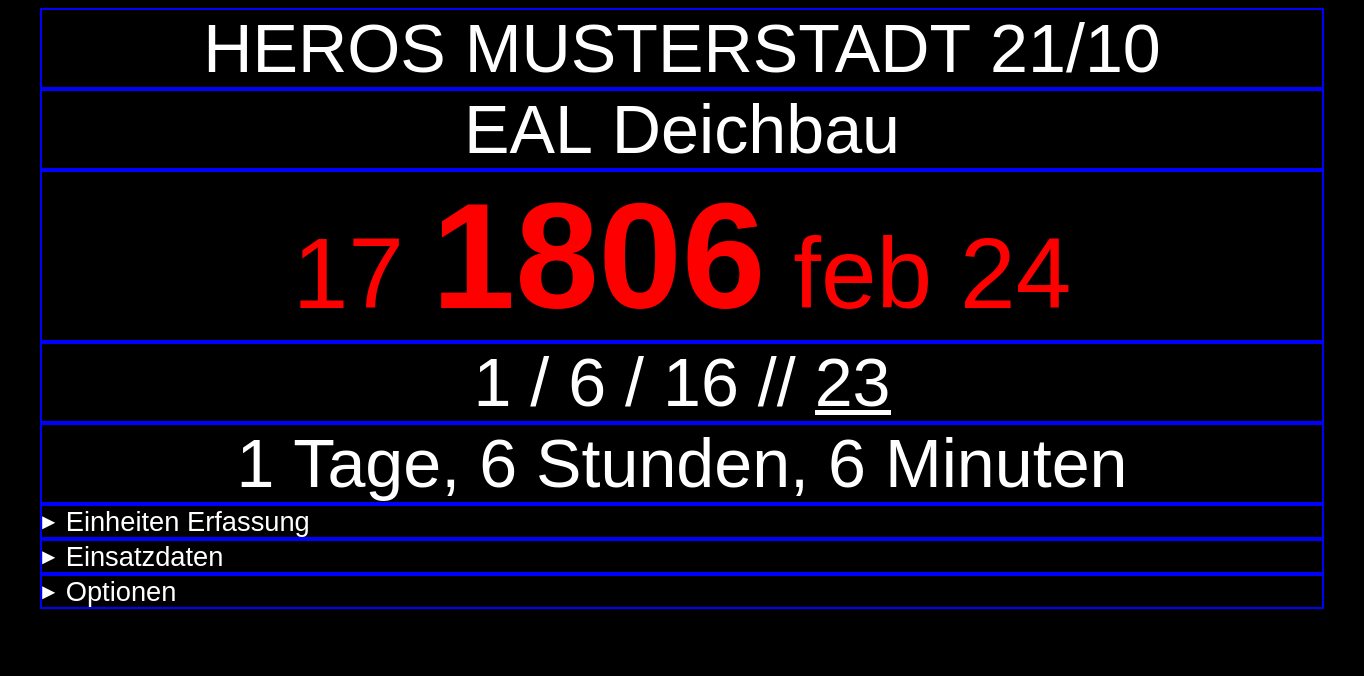 HEROS MUSTERSTADT 21/10
EAL Deichbau
17 1806 feb 24
1 / 6 / 16 // 23
1 Tage, 6 Stunden, 6 Minuten
▸ Einheiten Erfassung
▸ Einsatzdaten
▸ Optionen